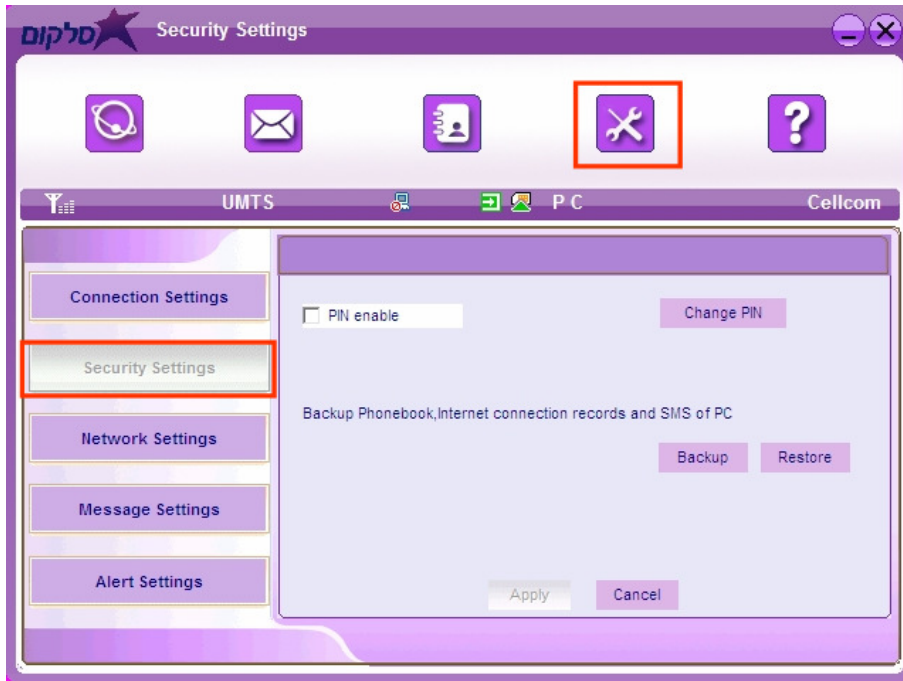 סלקום Security Settings
?
UMTS PC Cellcom
Connection Settings
PIN enable Change PIN
Security Settings
Backup Phonebook,Internet connection records and SMS of PC
Network Settings
Backup Restore
Message Settings
Alert Settings
Apply Cancel